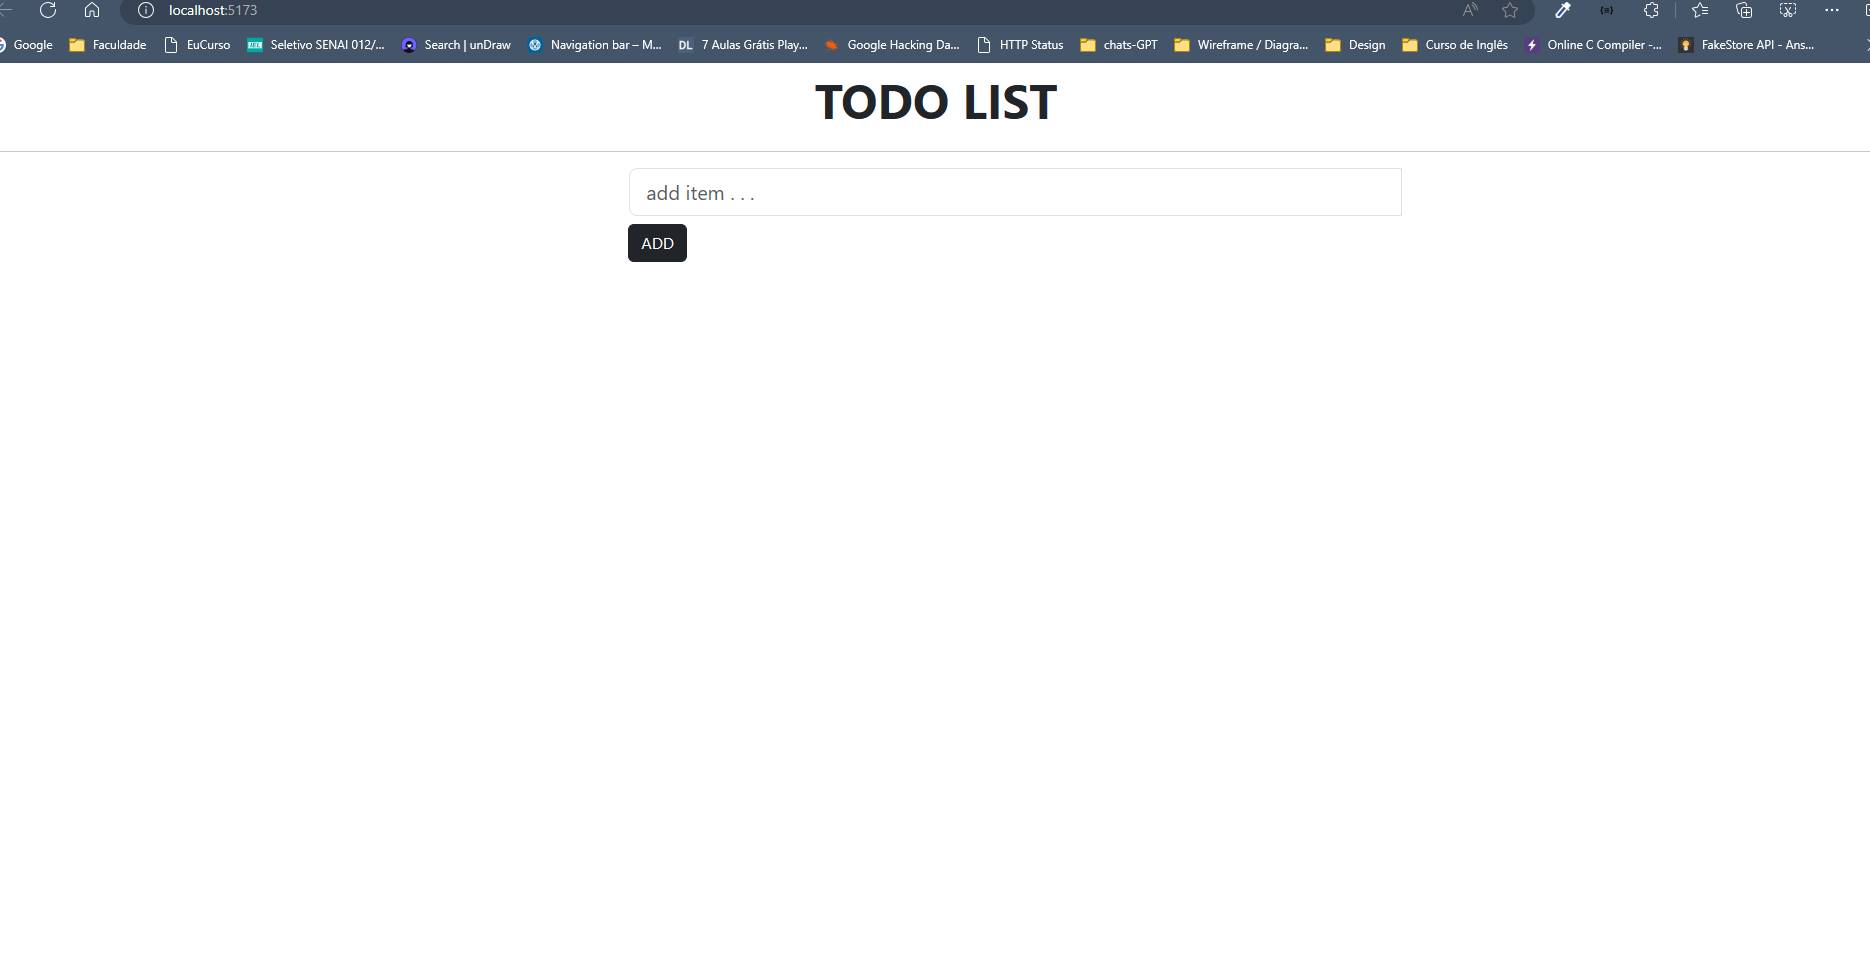 localhost:5173
Google Faculdade EuCurso Seletivo SENAI 012/... Search | unDraw Navigation bar – M... DL 7 Aulas Grátis Play... Google Hacking Da... HTTP Status chats-GPT Wireframe / Diagra... Design Curso de Inglês Online C Compiler -... FakeStore API - Ans...
TODO LIST
add item . . .
ADD